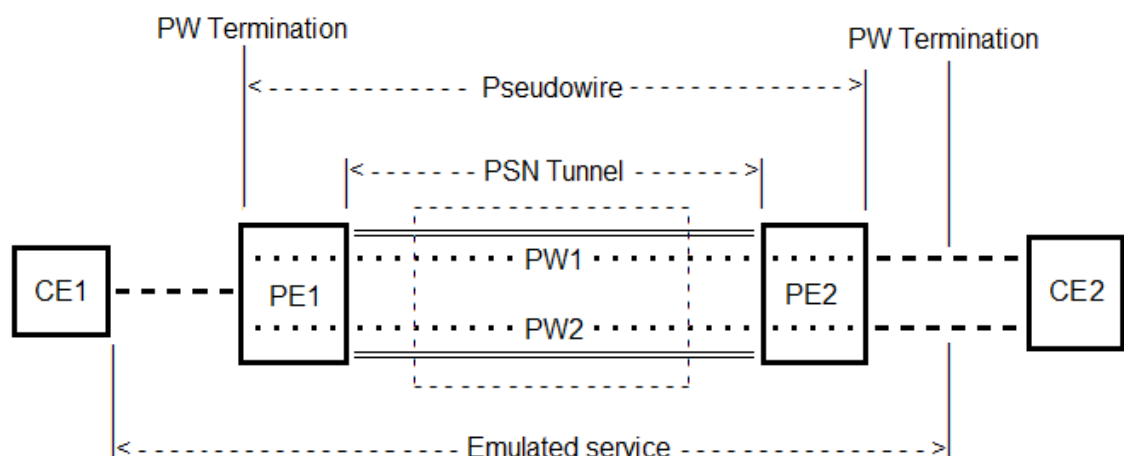 PW Termination
PW Termination
Pseudowire
PSN Tunnel
PW1
CE1
PE1
PE2
CE2
PW2
Emulated service